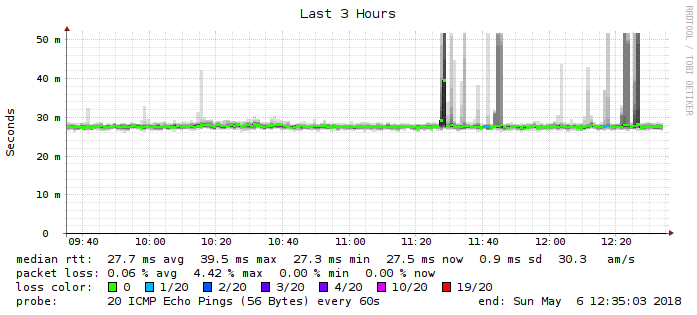 Last 3 Hours
RRDTOOL / TOBI OETIKER
Seconds
50 m
40 m
30 m
20 m
10 m
0
09:40 10:00 10:20 10:40 11:00 11:20 11:40 12:00 12:20
median rtt: 27.7 ms avg 39.5 ms max 27.3 ms min 27.5 ms now 0.9 ms sd 30.3 am/s
packet loss: 0.06 % avg 4.42 % max 0.00 % min 0.00 % now
loss color: 0 1/20 2/20 3/20 4/20 10/20 19/20
probe: 20 ICMP Echo Pings (56 Bytes) every 60s end: Sun May 6 12:35:03 2018